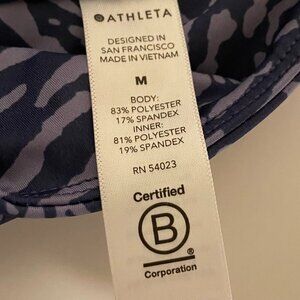 ATHLETA
DESIGNED IN
SAN FRANCISCO
MADE IN VIETNAM
M
BODY:
83% POLYESTER
17% SPANDEX
INNER:
81% POLYESTER
19% SPANDEX
RN 54023
Certified
B
Corporation